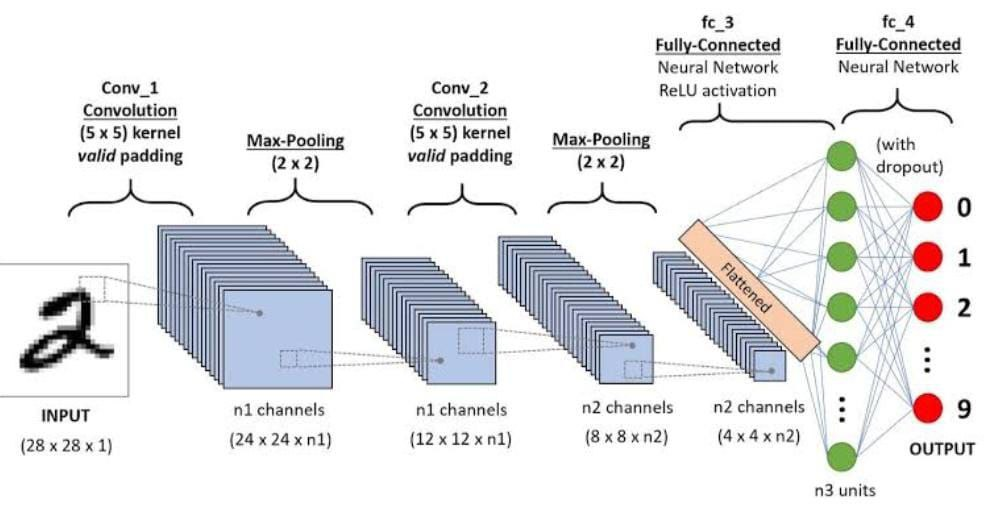 Conv_1
Convolution
(5 x 5) kernel
valid padding
Max-Pooling
(2 x 2)
Conv_2
Convolution
(5 x 5) kernel
valid padding
Max-Pooling
(2 x 2)
fc_3
Fully-Connected
Neural Network
ReLU activation
fc_4
Fully-Connected
Neural Network
(with
dropout)
2
INPUT
(28 x 28 x 1)
n1 channels
(24 x 24 x n1)
n1 channels
(12 x 12 x n1)
n2 channels
(8 x 8 x n2)
n2 channels
(4 x 4 x n2)
Flattened
n3 units
0
1
2
9
OUTPUT